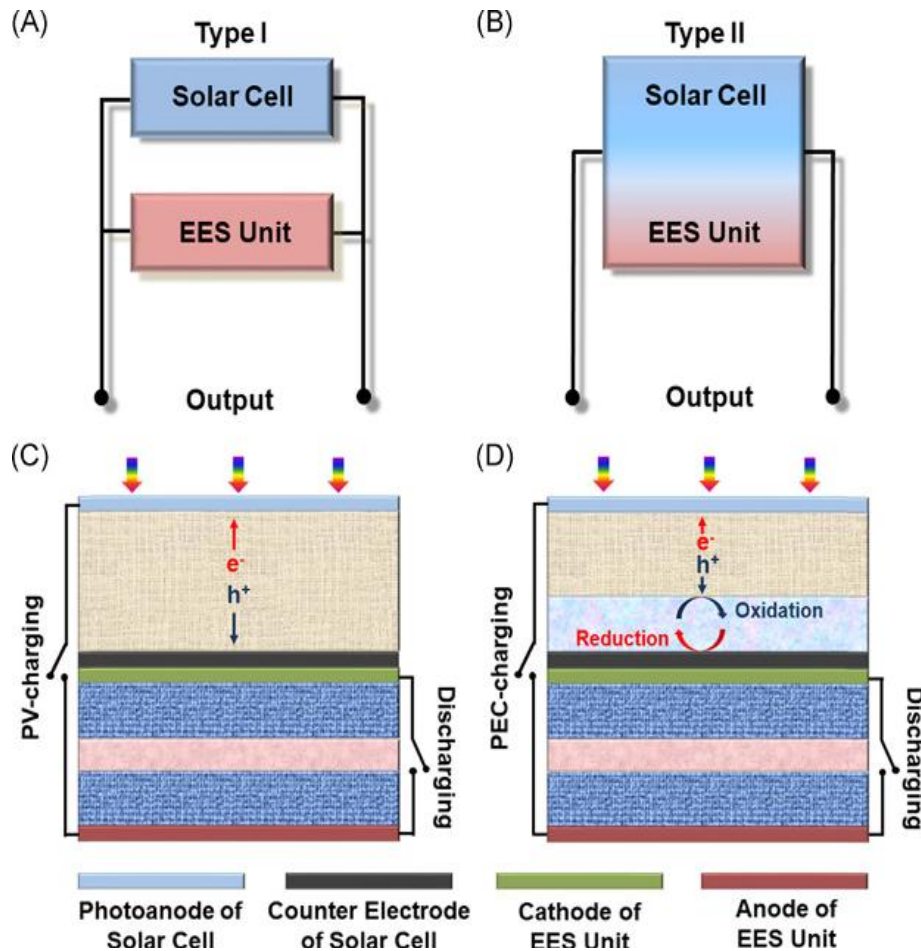 (A)
Type I
Solar Cell
EES Unit
Output
(B)
Type II
Solar Cell
EES Unit
Output
(C)
PV-charging
e-
h+
Discharging
(D)
PEC-charging
e-
h+
Oxidation
Reduction
Discharging
Photoanode of
Solar Cell
Counter Electrode
of Solar Cell
Cathode of
EES Unit
Anode of
EES Unit